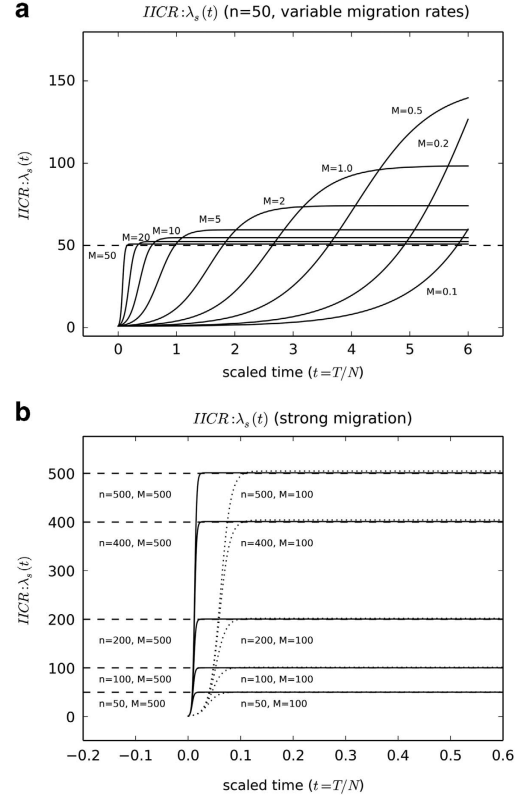 a
IICR:λₛ(t) (n=50, variable migration rates)
IICR:λₛ(t)
150
100
50
0
M=0.5
M=0.2
M=1.0
M=2
M=5
M=10
M=20
M=50
M=0.1
0 1 2 3 4 5 6
scaled time (t=T/N)
b
IICR:λₛ(t) (strong migration)
IICR:λₛ(t)
500
400
300
200
100
0
n=500, M=500 n=500, M=100
n=400, M=500 n=400, M=100
n=200, M=500 n=200, M=100
n=100, M=500 n=100, M=100
n=50, M=500 n=50, M=100
−0.2 −0.1 0.0 0.1 0.2 0.3 0.4 0.5 0.6
scaled time (t=T/N)